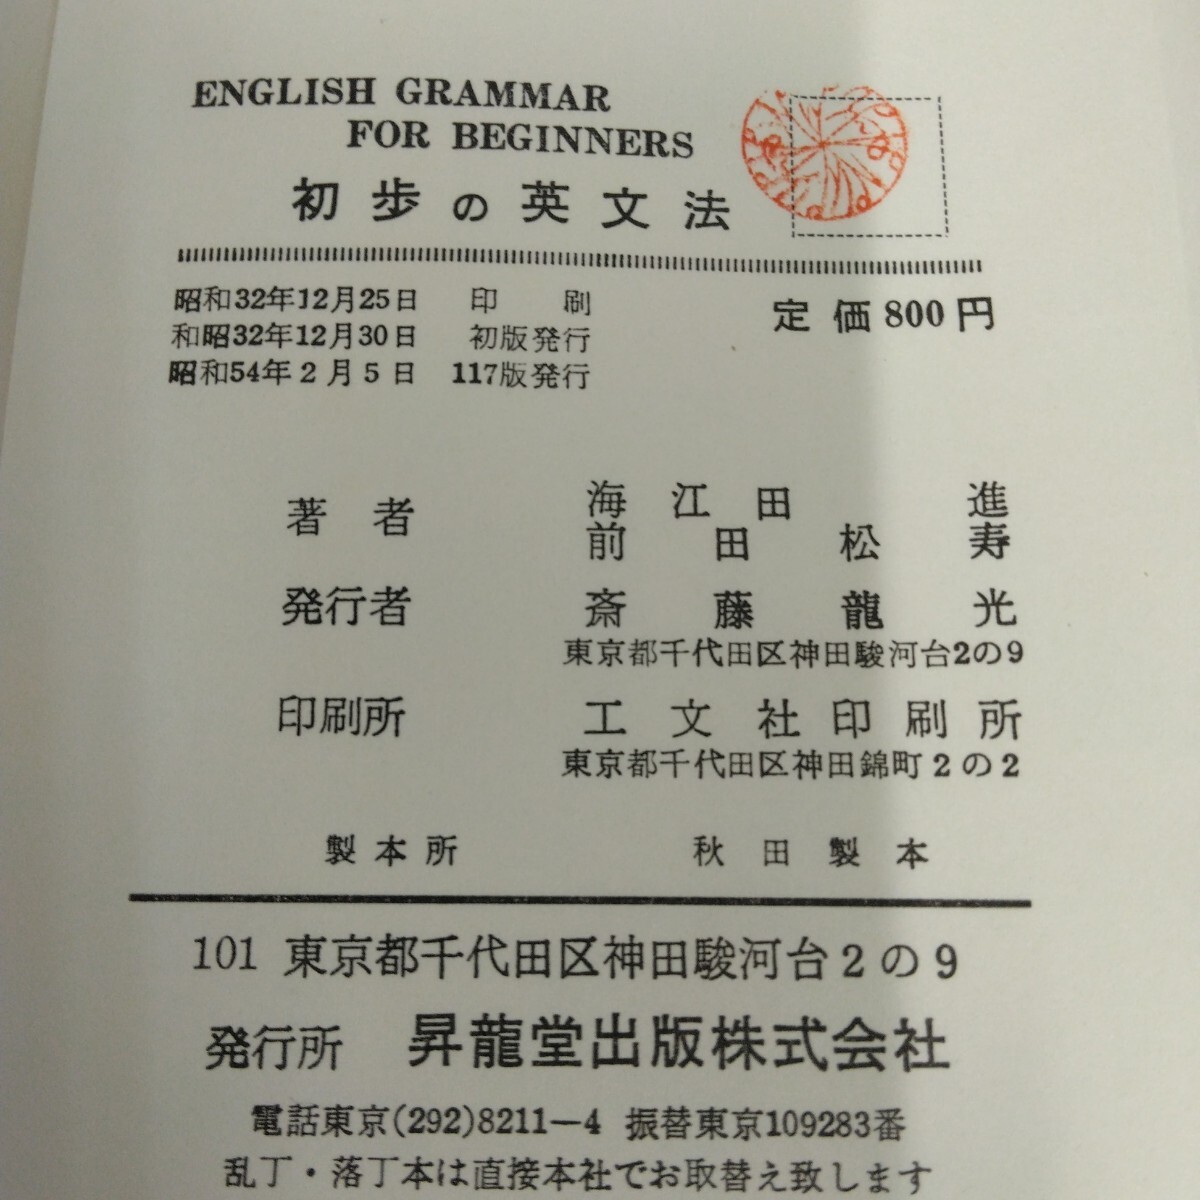 ENGLISH GRAMMAR
FOR BEGINNERS
初歩の英文法
昭和32年12月25日 印刷
和昭32年12月30日 初版発行
昭和54年2月5日 117版発行
定価800円
著者 海江田進
前田松寿
発行者 斎藤龍光
東京都千代田区神田駿河台2の9
印刷所 工文社印刷所
東京都千代田区神田錦町2の2
製本所 秋田製本
101 東京都千代田区神田駿河台2の9
発行所 昇龍堂出版株式会社
電話東京(292)8211−4 振替東京109283番
乱丁・落丁本は直接本社でお取替え致します